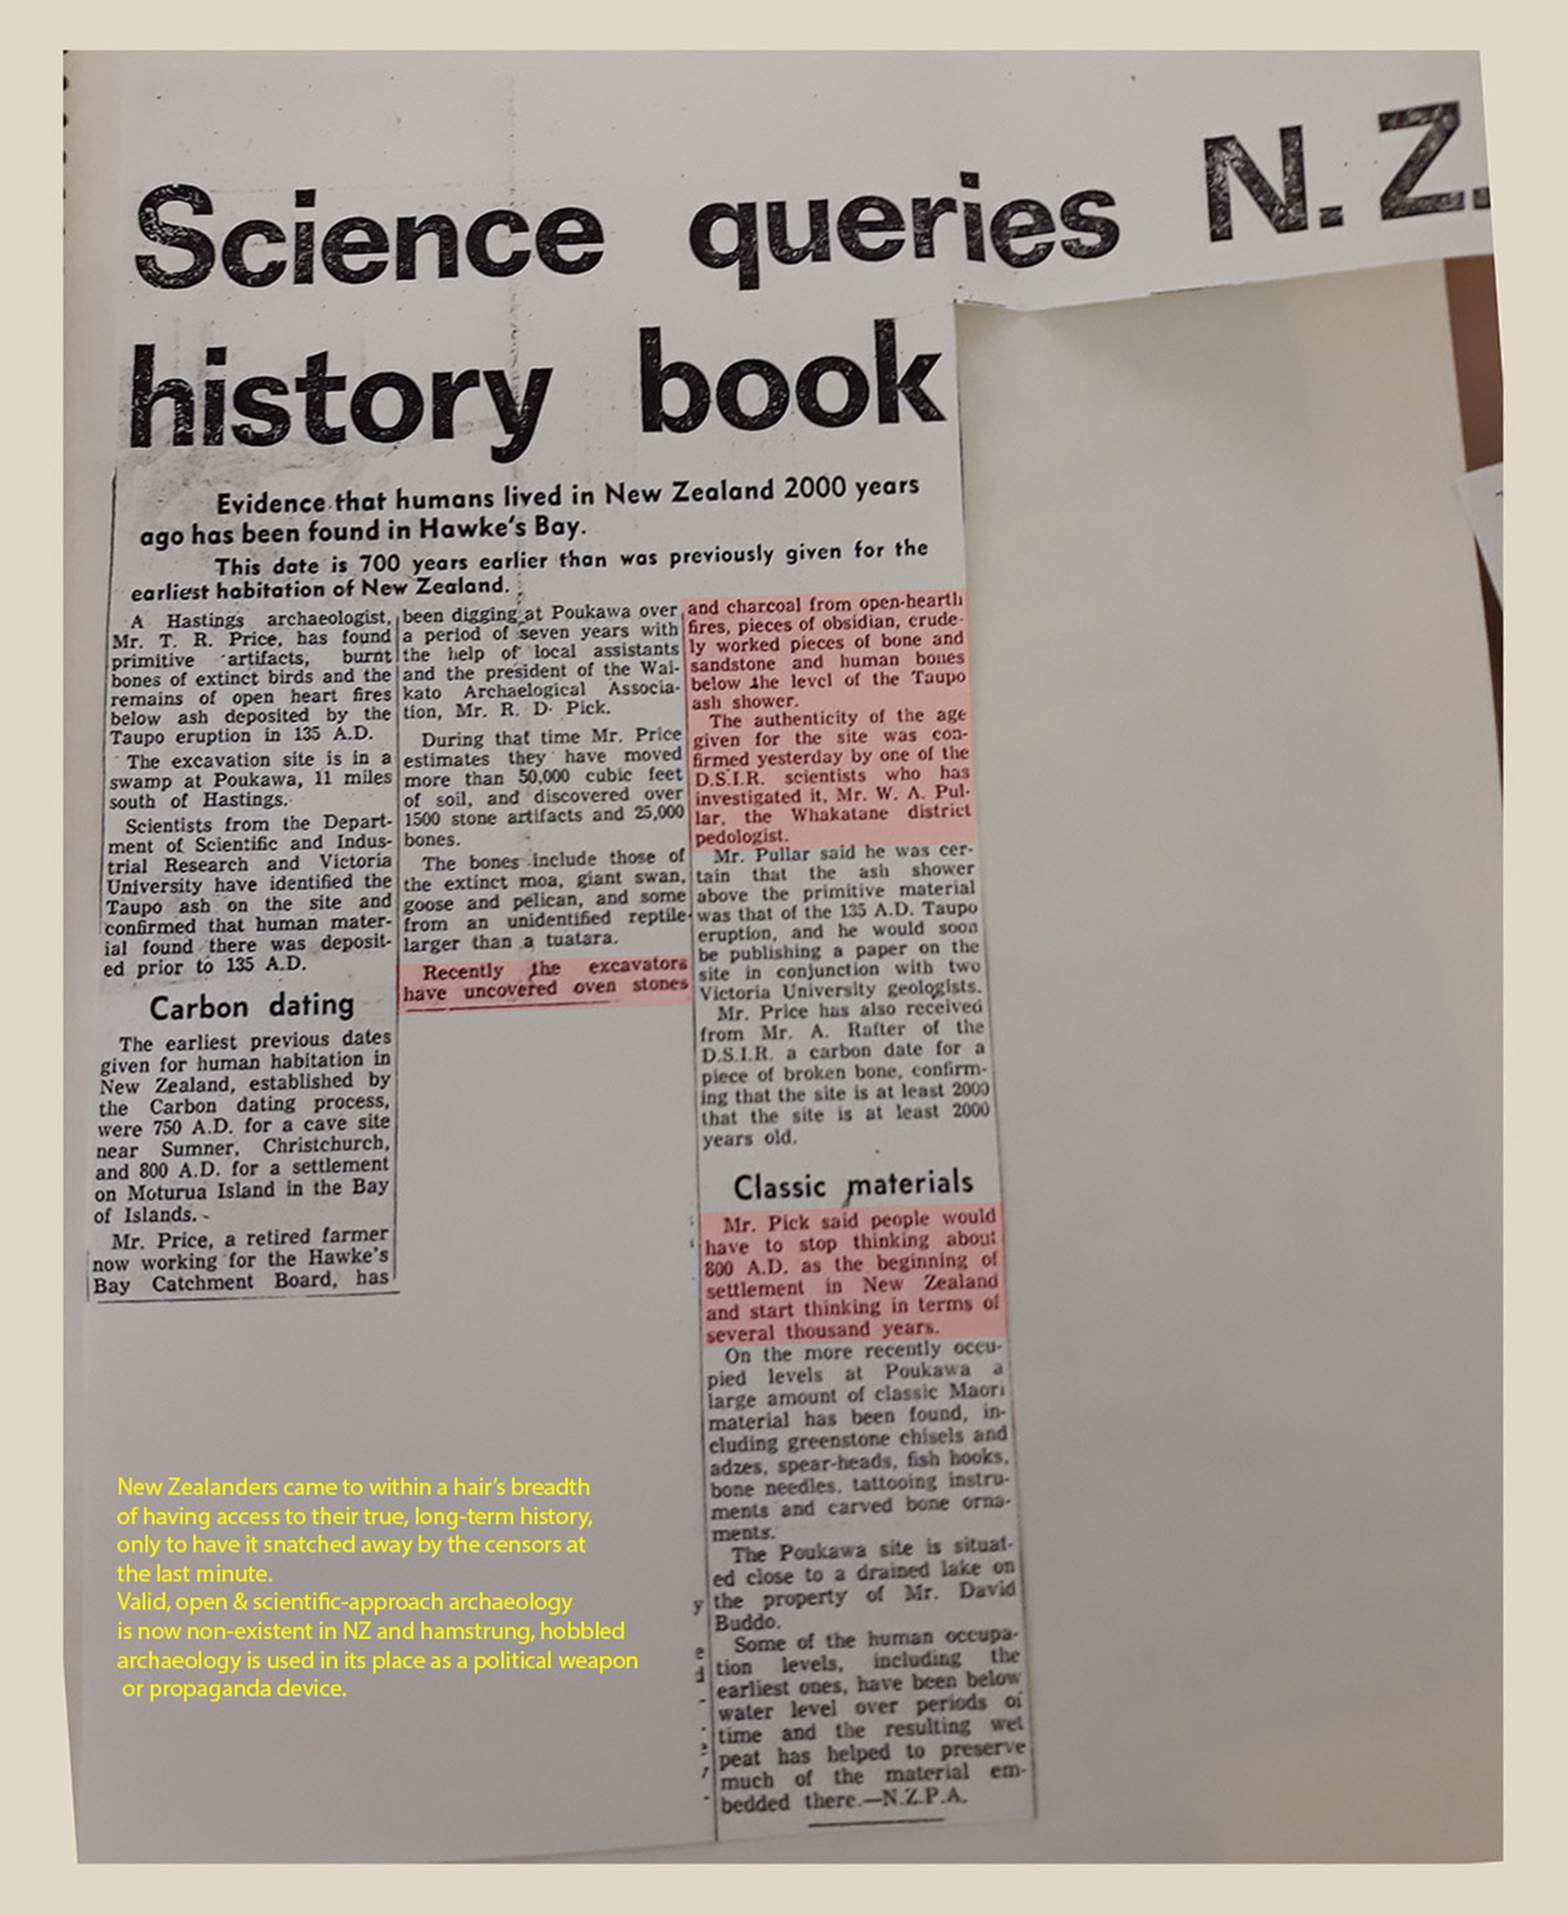 Science queries N. Z.
history book
Evidence that humans lived in New Zealand 2000 years
ago has been found in Hawke's Bay.
This date is 700 years earlier than was previously given for the
earliest habitation of New Zealand.
A Hastings archaeologist,
Mr. T. R. Price, has found
primitive artifacts, burnt
bones of extinct birds and the
remains of open heart fires
below ash deposited by the
Taupo eruption in 135 A.D.
The excavation site is in a
swamp at Poukawa, 11 miles
south of Hastings.
Scientists from the Depart-
ment of Scientific and Indus-
trial Research and Victoria
University have identified the
Taupo ash on the site and
confirmed that human mater-
ial found there was deposit-
ed prior to 135 A.D.
Carbon dating
The earliest previous dates
given for human habitation in
New Zealand, established by
the Carbon dating process,
were 750 A.D. for a cave site
near Sumner, Christchurch,
and 800 A.D. for a settlement
on Moturua Island in the Bay
of Islands.
Mr. Price, a retired farmer
now working for the Hawke's
Bay Catchment Board, has
been digging at Poukawa over
a period of seven years with
the help of local assistants
and the president of the Wai-
kato Archaelogical Associa-
tion, Mr. R. D. Pick.
During that time Mr. Price
estimates they have moved
more than 50,000 cubic feet
of soil, and discovered over
1500 stone artifacts and 25,000
bones.
The bones include those of
the extinct moa, giant swan,
goose and pelican, and some
from an unidentified reptile
larger than a tuatara.
Recently the excavators
have uncovered oven stones
and charcoal from open-hearth
fires, pieces of obsidian, crude-
ly worked pieces of bone and
sandstone and human bones
below the level of the Taupo
ash shower.
The authenticity of the age
given for the site was con-
firmed yesterday by one of the
D.S.I.R. scientists who has
investigated it, Mr. W. A. Pul-
lar, the Whakatane district
pedologist.
Mr. Pullar said he was cer-
tain that the ash shower
above the primitive material
was that of the 135 A.D. Taupo
eruption, and he would soon
be publishing a paper on the
site in conjunction with two
Victoria University geologists.
Mr. Price has also received
from Mr. A. Rafter of the
D.S.I.R. a carbon date for a
piece of broken bone, confirm-
ing that the site is at least 2000
that the site is at least 2000
years old.
Classic materials
Mr. Pick said people would
have to stop thinking about
800 A.D. as the beginning of
settlement in New Zealand
and start thinking in terms of
several thousand years.
On the more recently occu-
pied levels at Poukawa a
large amount of classic Maori
material has been found, in-
cluding greenstone chisels and
adzes, spear-heads, fish hooks,
bone needles, tattooing instru-
ments and carved bone orna-
ments.
The Poukawa site is situat-
ed close to a drained lake on
the property of Mr. David
Buddo.
Some of the human occupa-
tion levels, including the
earliest ones, have been below
water level over periods of
time and the resulting wet
peat has helped to preserve
much of the material em-
bedded there.—N.Z.P.A.
New Zealanders came to within a hair's breadth
of having access to their true, long-term history,
only to have it snatched away by the censors at
the last minute.
Valid, open & scientific-approach archaeology
is now non-existent in NZ and hamstrung, hobbled
archaeology is used in its place as a political weapon
or propaganda device.